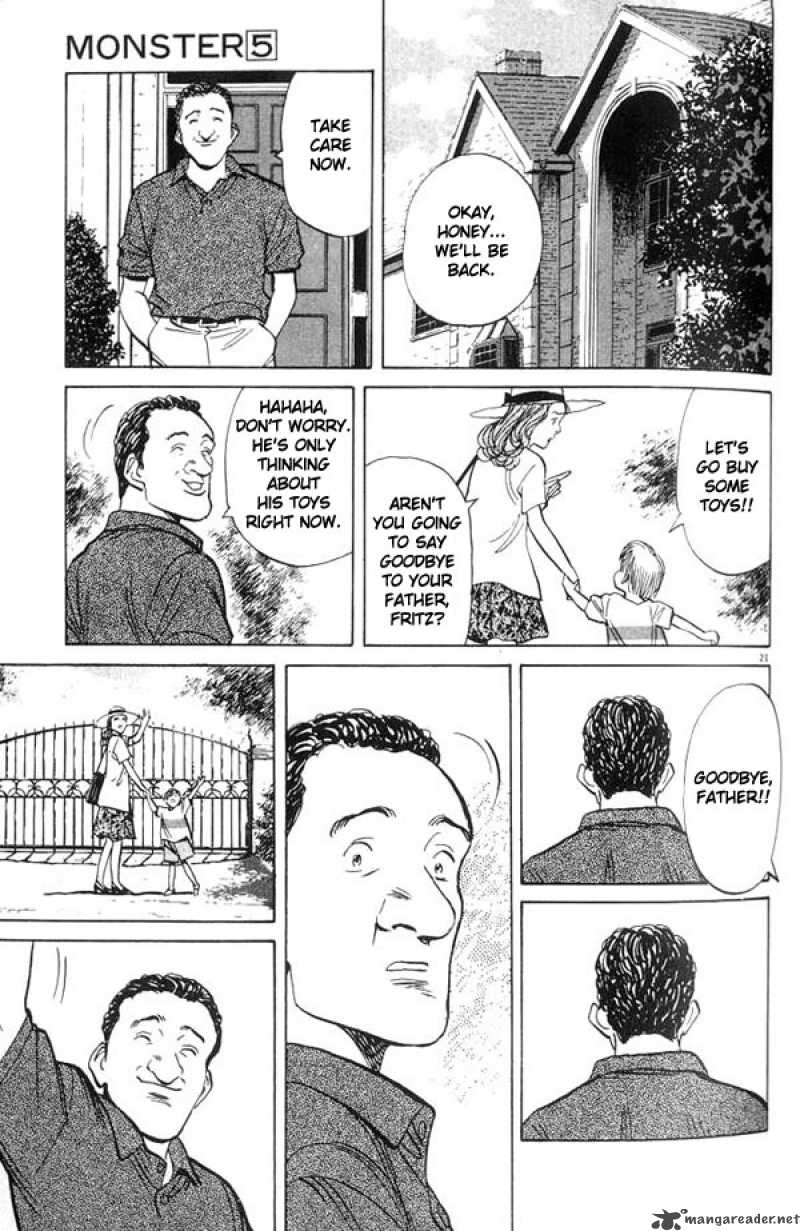 MONSTER 5
OKAY,
HONEY...
WE'LL BE
BACK.
TAKE
CARE
NOW.
LET'S
GO BUY
SOME
TOYS!!
AREN'T
YOU GOING
TO SAY
GOODBYE
TO YOUR
FATHER,
FRITZ?
HAHAHA,
DON'T WORRY.
HE'S ONLY
THINKING
ABOUT
HIS TOYS
RIGHT NOW.
21
GOODBYE,
FATHER!!
mangareader.net